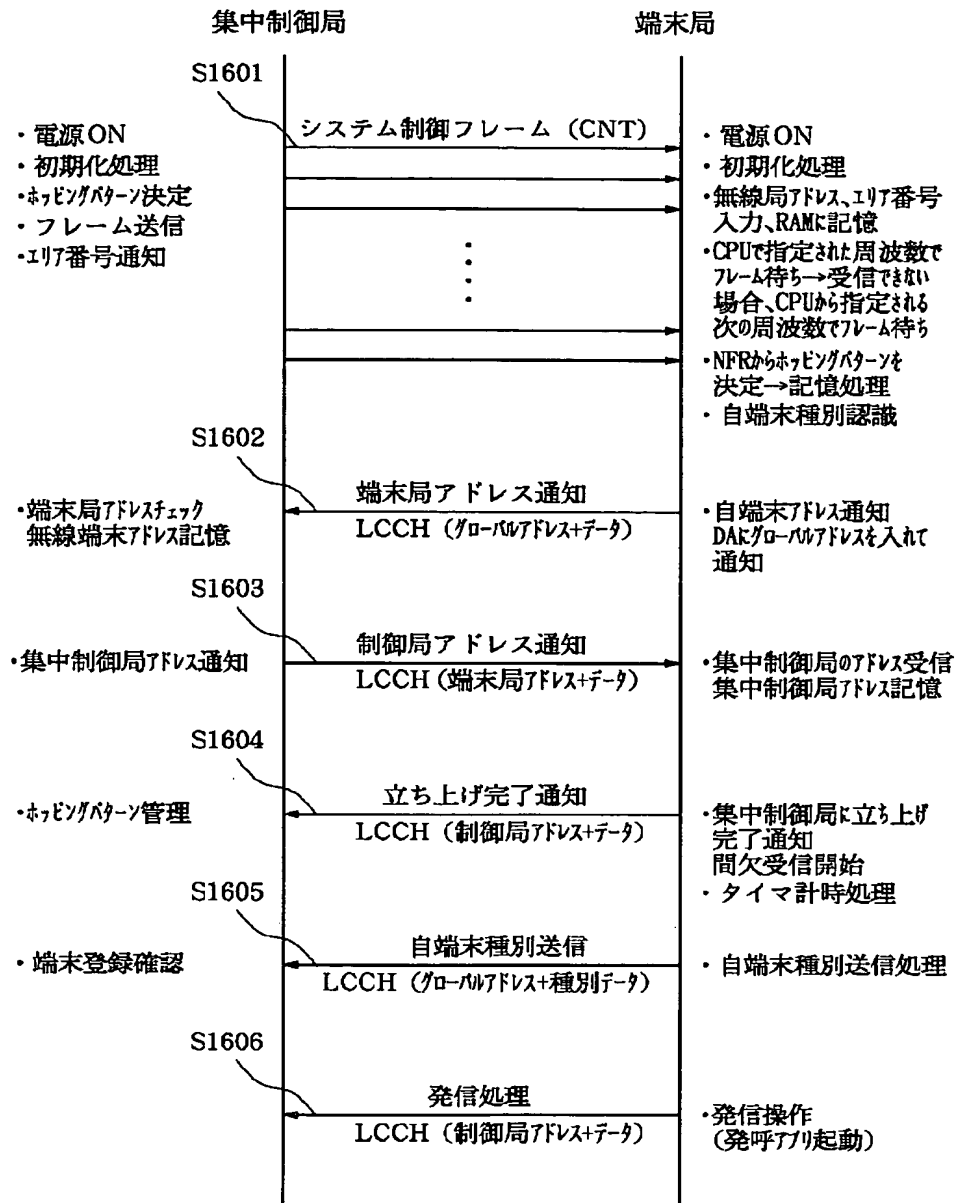 集中制御局
端末局
S1601
システム制御フレーム (CNT)
・電源ON
・初期化処理
・ホッピングパターン決定
・フレーム送信
・エリア番号通知
・電源ON
・初期化処理
・無線局アドレス、エリア番号
入力、RAMに記憶
・CPUで指定された周波数で
フレーム待ち→受信できない
場合、CPUから指定される
次の周波数でフレーム待ち
・NFRからホッピングパターンを
決定→記憶処理
・自端末種別認識
S1602
端末局アドレス通知
LCCH (グローバルアドレス+データ)
・端末局アドレスチェック
無線端末アドレス記憶
・自端末アドレス通知
DAにグローバルアドレスを入れて
通知
S1603
制御局アドレス通知
LCCH (端末局アドレス+データ)
・集中制御局アドレス通知
・集中制御局のアドレス受信
集中制御局アドレス記憶
S1604
立ち上げ完了通知
LCCH (制御局アドレス+データ)
・ホッピングパターン管理
・集中制御局に立ち上げ
完了通知
間欠受信開始
・タイマ計時処理
S1605
自端末種別送信
LCCH (グローバルアドレス+種別データ)
・端末登録確認
・自端末種別送信処理
S1606
発信処理
LCCH (制御局アドレス+データ)
・発信操作
(発呼アプリ起動)